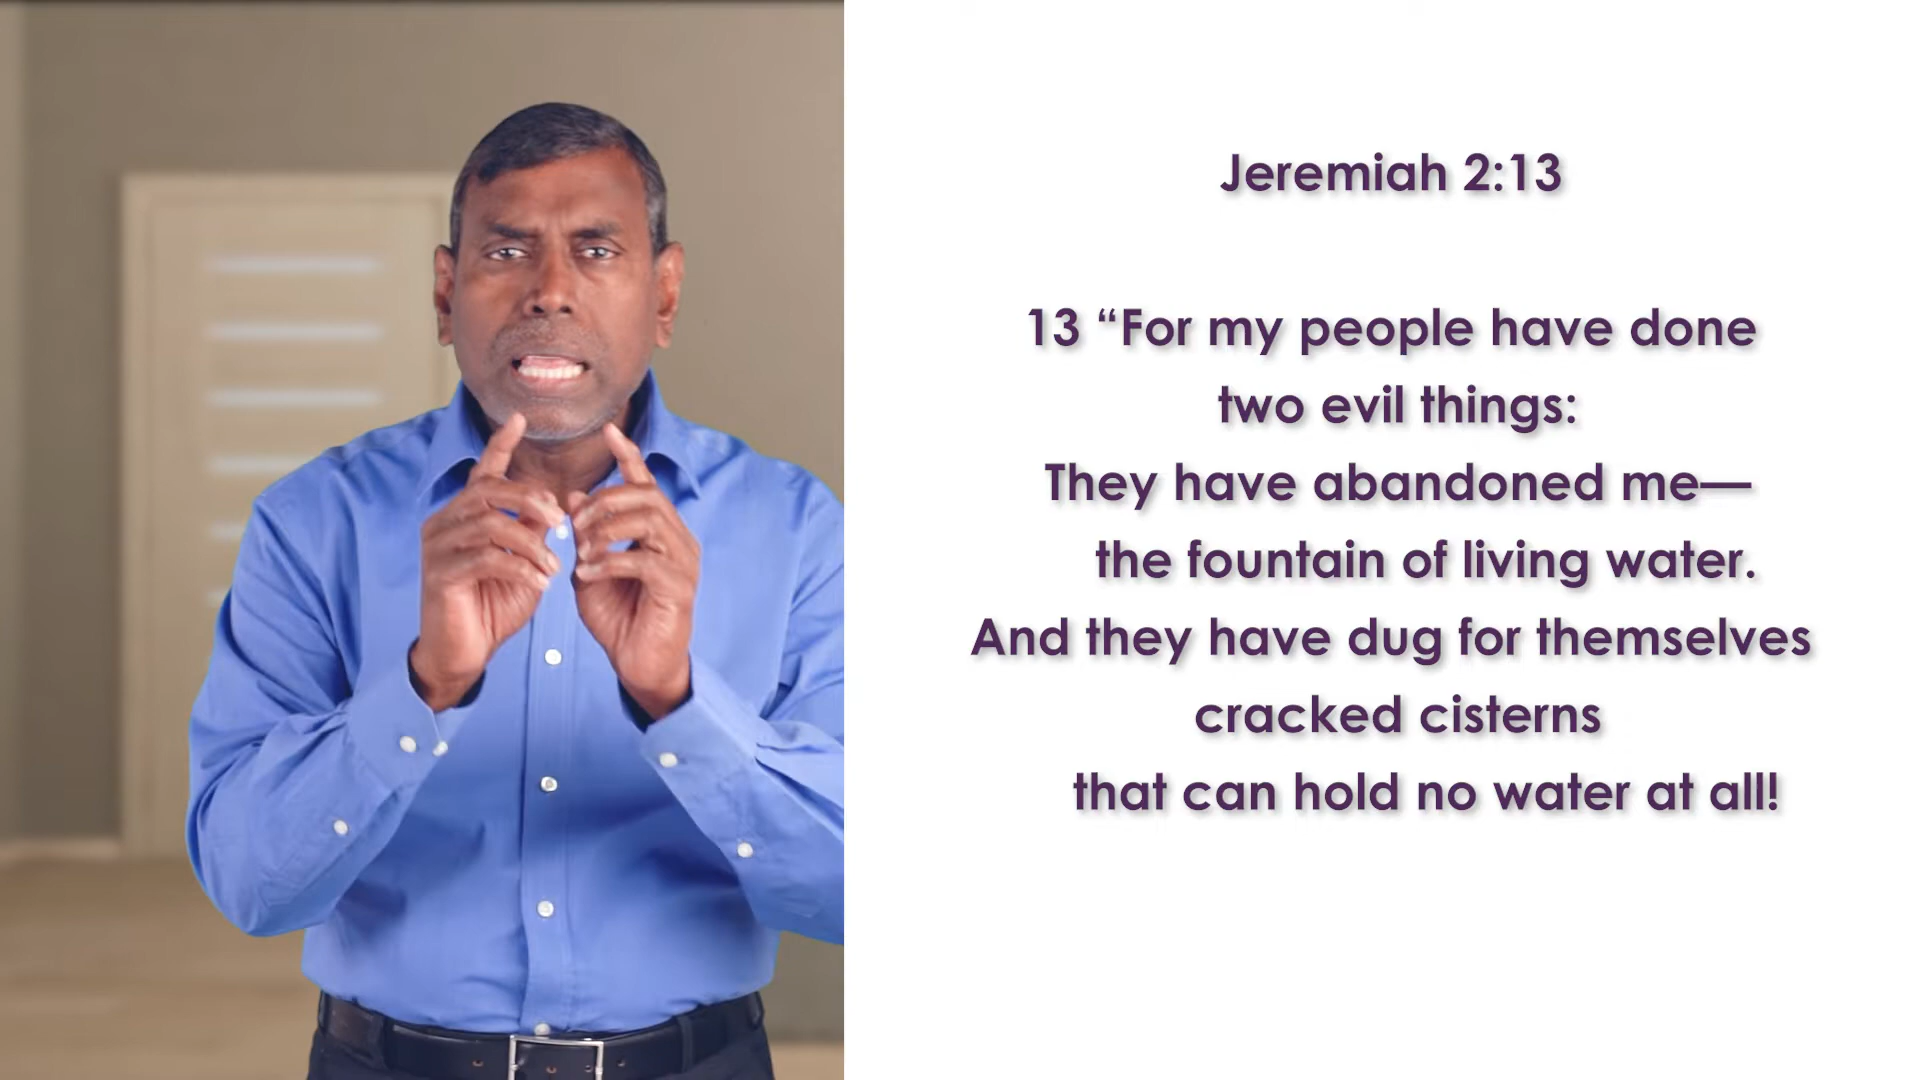 Jeremiah 2:13
13 “For my people have done
two evil things:
They have abandoned me—
the fountain of living water.
And they have dug for themselves
cracked cisterns
that can hold no water at all!